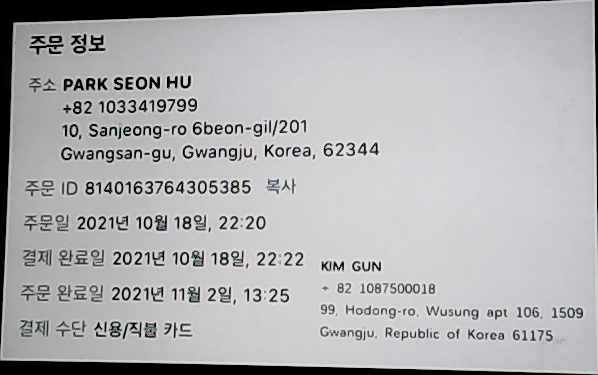 주문 정보
주소 PARK SEON HU
+82 1033419799
10, Sanjeong-ro 6beon-gil/201
Gwangsan-gu, Gwangju, Korea, 62344
주문 ID 8140163764305385 복사
주문일 2021년 10월 18일, 22:20
결제 완료일 2021년 10월 18일, 22:22
주문 완료일 2021년 11월 2일, 13:25
결제 수단 신용/직불 카드
KIM GUN
+ 82 1087500018
99, Hodong-ro, Wusung apt 106, 1509
Gwangju, Republic of Korea 61175